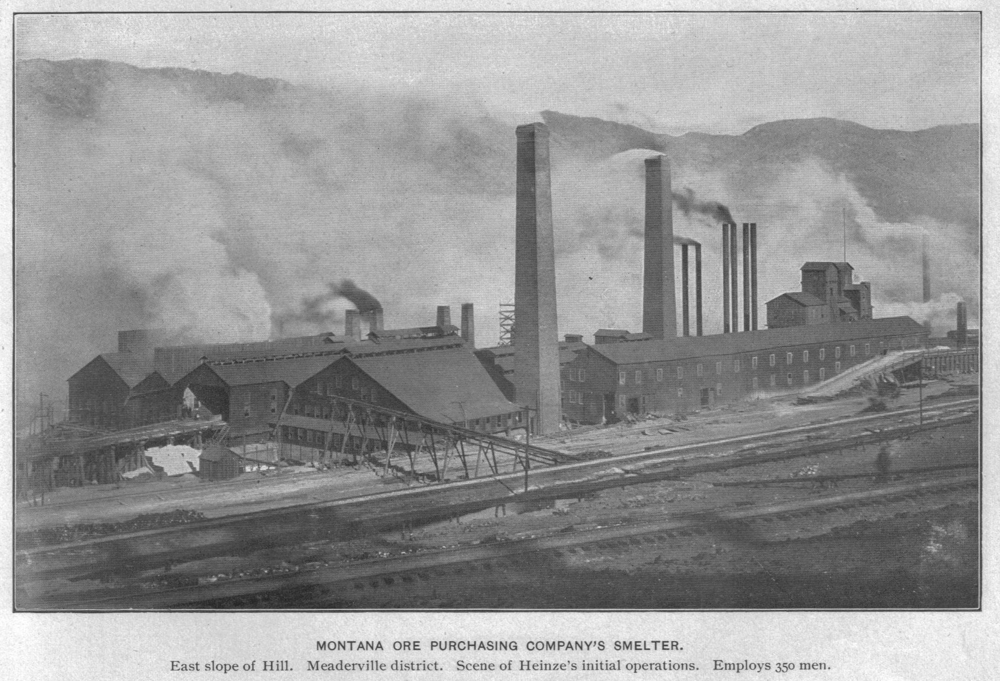 MONTANA ORE PURCHASING COMPANY'S SMELTER.
East slope of Hill. Meaderville district. Scene of Heinze's initial operations. Employs 350 men.